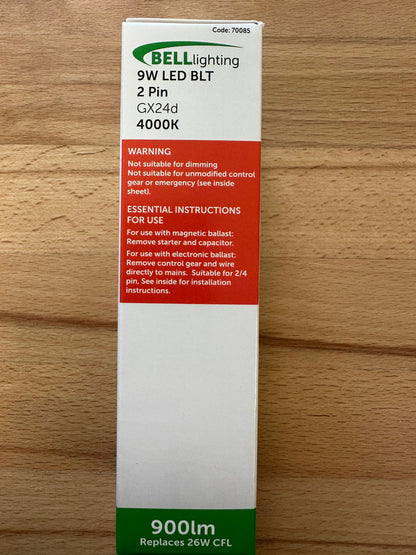 Code: 70085
BELLlighting
9W LED BLT
2 Pin
GX24d
4000K
WARNING
Not suitable for dimming
Not suitable for unmodified control
gear or emergency (see inside
sheet).
ESSENTIAL INSTRUCTIONS
FOR USE
For use with magnetic ballast:
Remove starter and capacitor.
For use with electronic ballast:
Remove control gear and wire
directly to mains. Suitable for 2/4
pin, See inside for installation
instructions.
900lm
Replaces 26W CFL